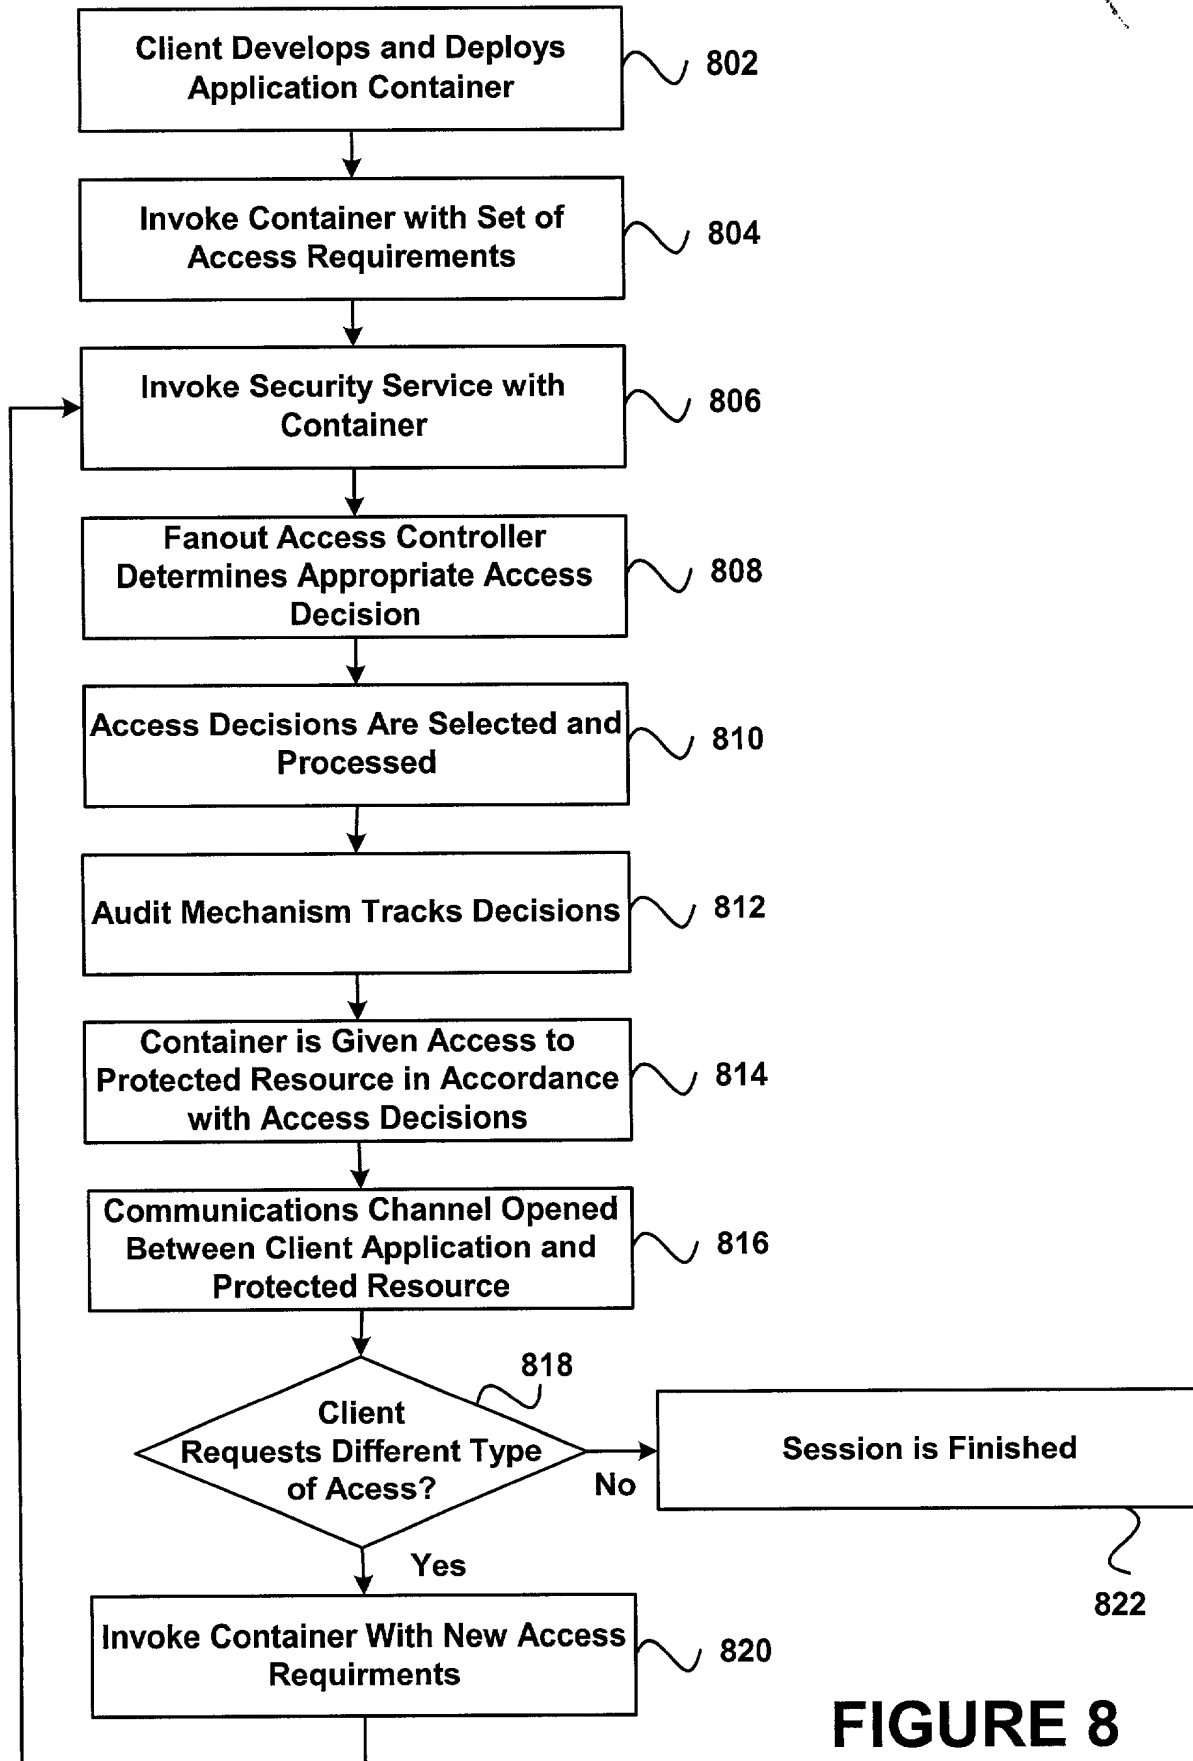 Client Develops and Deploys
Application Container
802
Invoke Container with Set of
Access Requirements
804
Invoke Security Service with
Container
806
Fanout Access Controller
Determines Appropriate Access
Decision
808
Access Decisions Are Selected and
Processed
810
Audit Mechanism Tracks Decisions
812
Container is Given Access to
Protected Resource in Accordance
with Access Decisions
814
Communications Channel Opened
Between Client Application and
Protected Resource
816
818
Client
Requests Different Type
of Acess?
No
Session is Finished
822
Yes
Invoke Container With New Access
Requirments
820
FIGURE 8